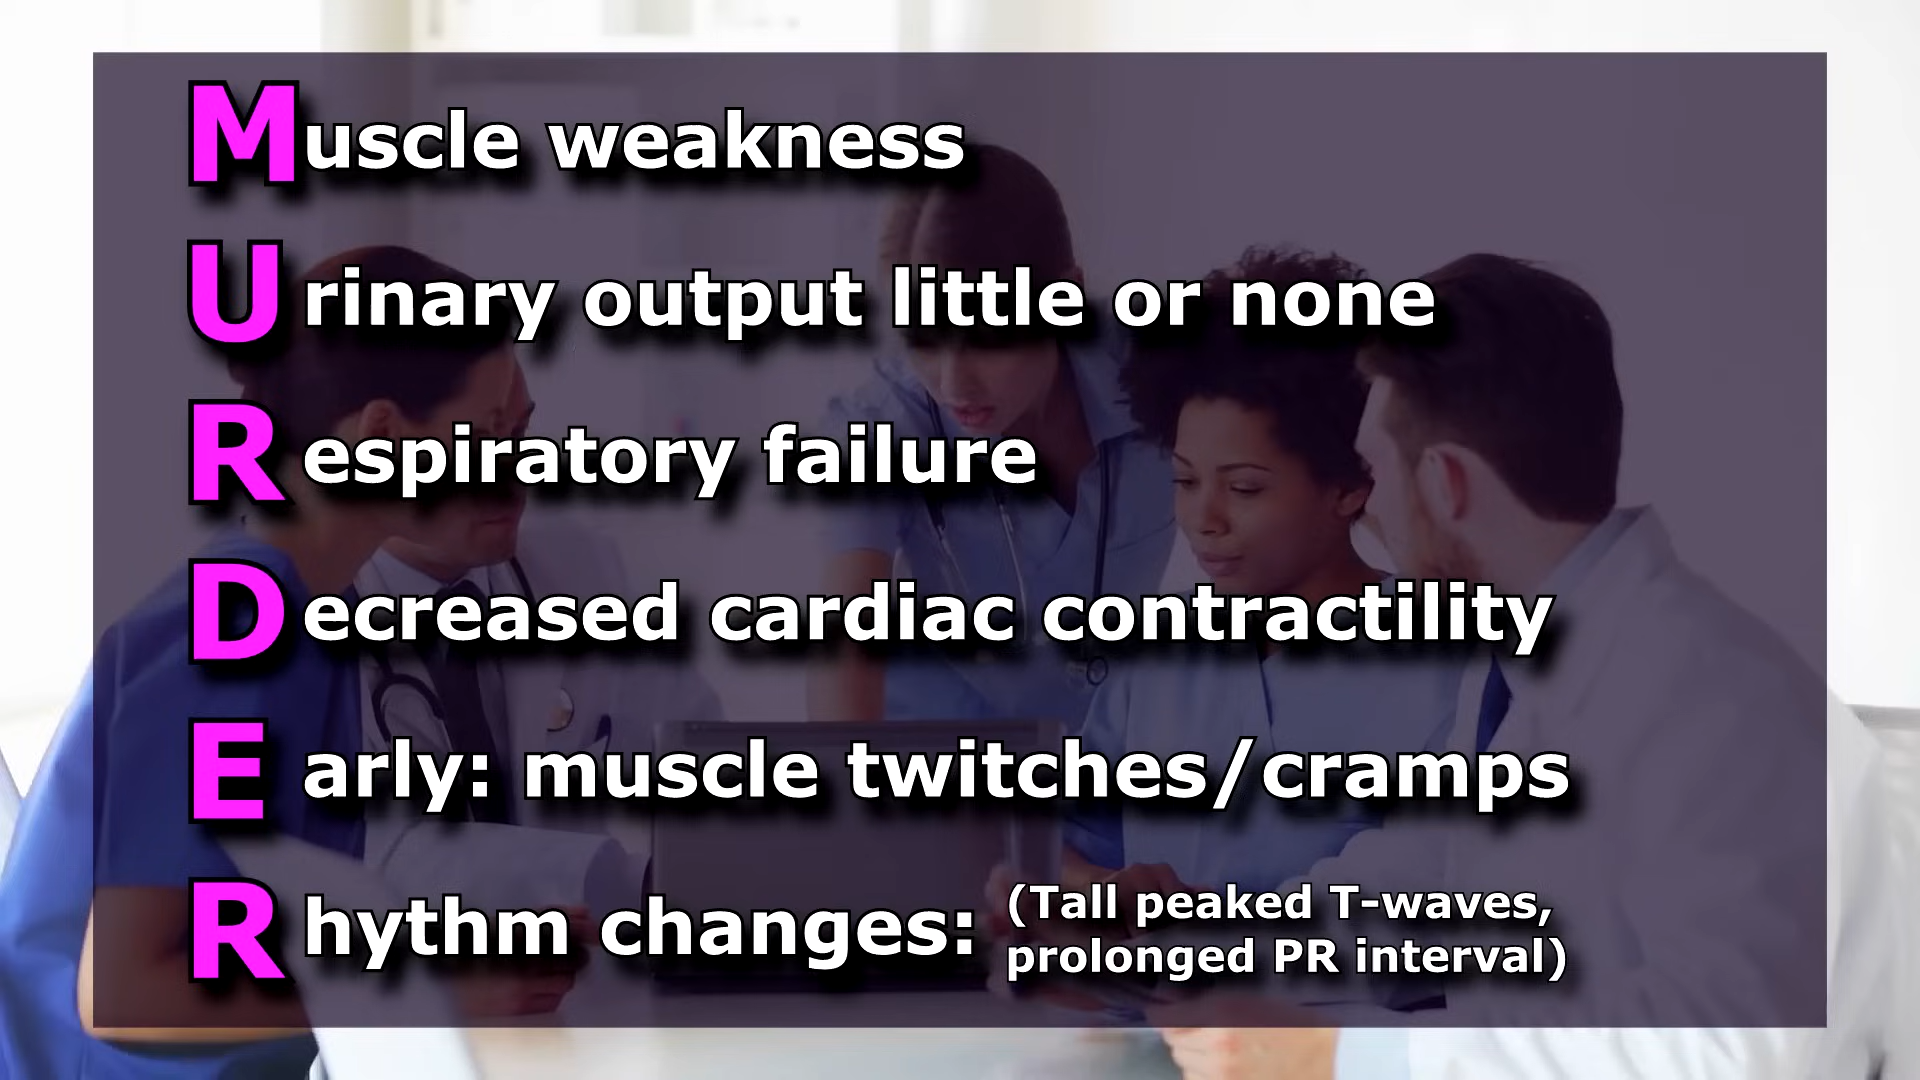 Muscle weakness
Urinary output little or none
Respiratory failure
Decreased cardiac contractility
Early: muscle twitches/cramps
Rhythm changes: (Tall peaked T-waves,
prolonged PR interval)